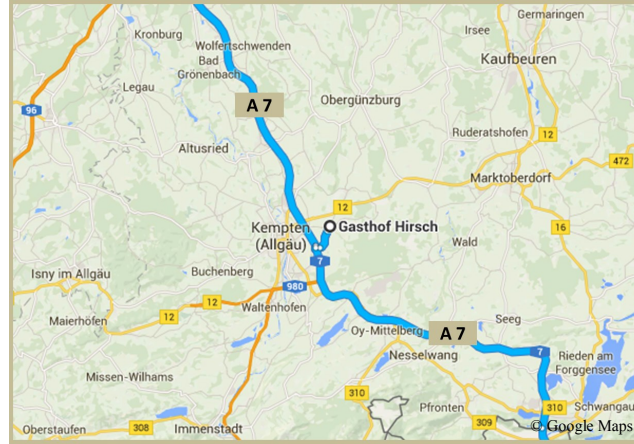 Germaringen
Kronburg
Irsee
Wolfertschwenden
Kaufbeuren
Bad
Grönenbach
Legau
Obergünzburg
A 7
96
Ruderatshofen
12
Altusried
472
Marktoberdorf
12
Kempten
(Allgäu)
Gasthof Hirsch
16
Wald
7
Isny im Allgäu
Buchenberg
980
12
12
Waltenhofen
Maierhöfen
Seeg
Oy-Mittelberg
A 7
Nesselwang
7
Rieden am
Forggensee
Missen-Wilhams
310
Pfronten
310
Schwangau
Oberstaufen
308
Immenstadt
309
© Google Maps